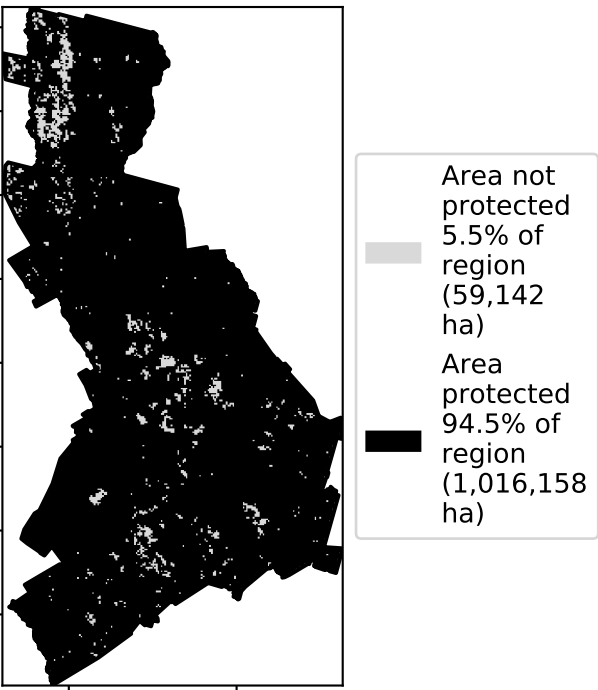 Area not
protected
5.5% of
region
(59,142
ha)
Area
protected
94.5% of
region
(1,016,158
ha)